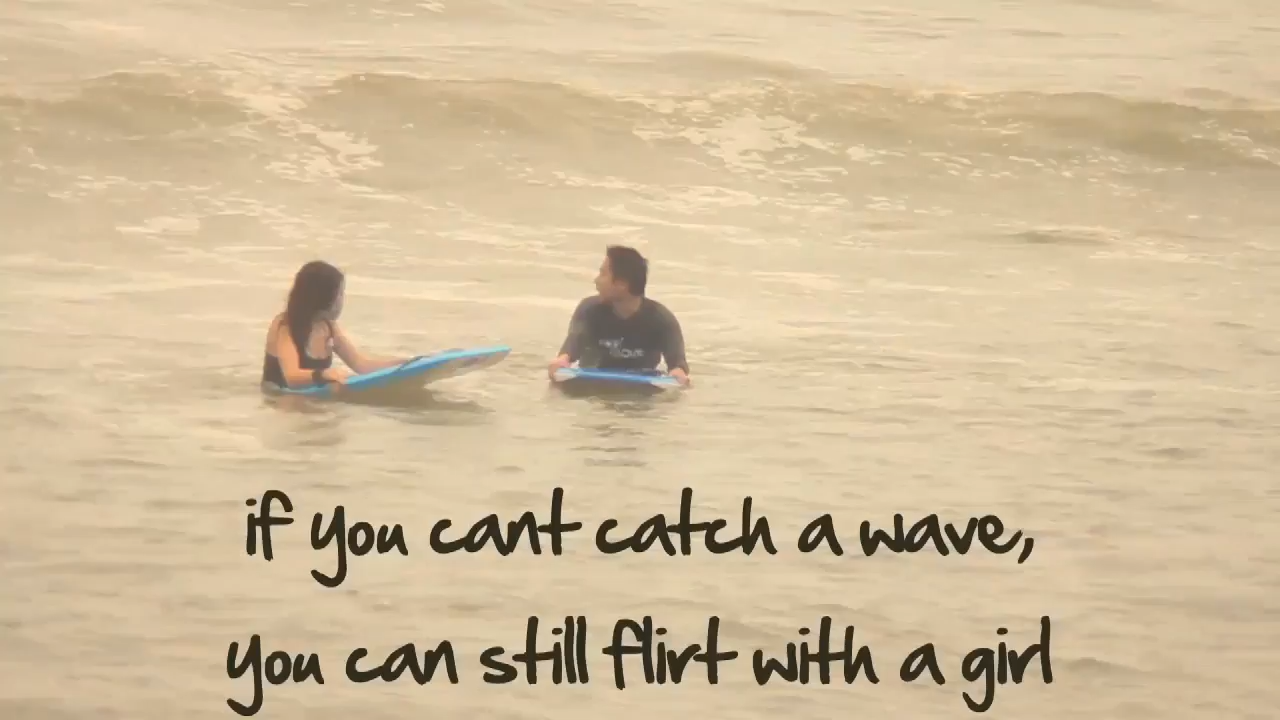 if you cant catch a wave,
you can still flirt with a girl